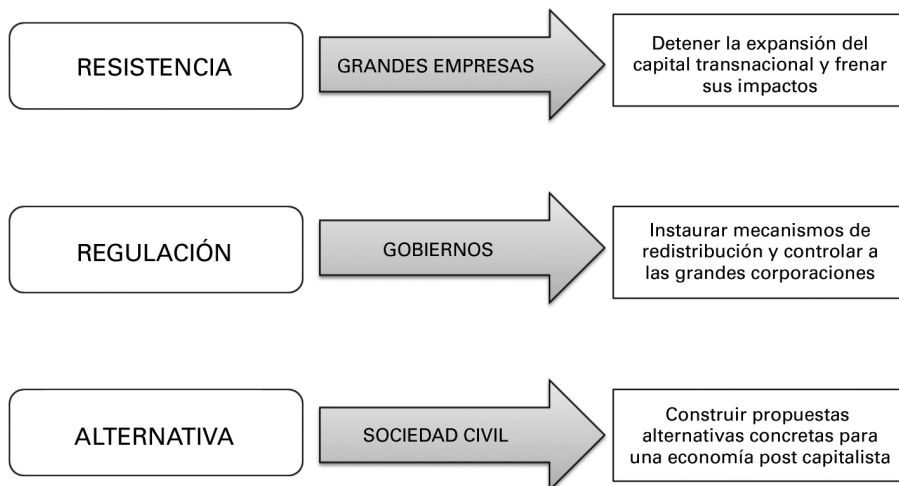 RESISTENCIA
GRANDES EMPRESAS
Detener la expansión del
capital transnacional y frenar
sus impactos
REGULACIÓN
GOBIERNOS
Instaurar mecanismos de
redistribución y controlar a
las grandes corporaciones
ALTERNATIVA
SOCIEDAD CIVIL
Construir propuestas
alternativas concretas para
una economía post capitalista